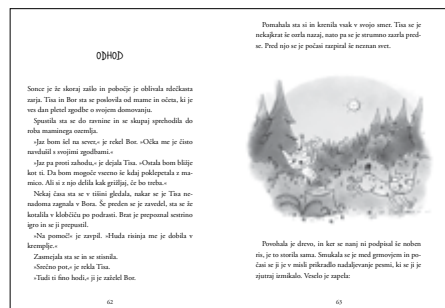 ODHOD
Sonce je že skoraj zašlo in pobočje je oblivala rdečkasta
zarja. Tisa in Bor sta se poslovila od mame in očeta, ki je
ves dan pletel zgodbe o svojem domovanju.
Spustila sta se do ravnine in se skupaj sprehodila do
roba maminega ozemlja.
»Jaz bom šel na sever,« je rekel Bor. »Očka me je čisto
navdušil s svojimi zgodbami.«
»Jaz pa proti zahodu,« je dejala Tisa. »Ostala bom bližje
kot ti. Da bom mogoče vseeno še kdaj poklepetala z ma-
mico. Ali si z njo delila kak grižljaj, če bo treba.«
Nekaj časa sta se v tišini gledala, nakar se je Tisa ne-
nadoma zagnala v Bora. Še preden se je zavedel, sta se že
kotalila v klobčiču po podrasti. Brat je prepoznal sestrino
igro in se ji prepustil.
»Na pomoč!« je zavpil. »Huda risinja me je dobila v
kremplje.«
Zasmejala sta se in se stisnila.
»Srečno pot,« je rekla Tisa.
»Tudi ti fino hodi,« ji je zaželel Bor.
62
Pomahala sta si in krenila vsak v svojo smer. Tisa se je
nekajkrat še ozrla nazaj, nato pa se je strumno zazrla pred-
se. Pred njo se je počasi razpiral še neznan svet.
Povohala je drevo, in ker se nanj ni podpisal še noben
ris, je to storila sama. Smukala se je med grmovjem in po-
časi se ji je v misli prikradlo nadaljevanje pesmi, ki se ji je
zjutraj izmikalo. Veselo je zapela:
63